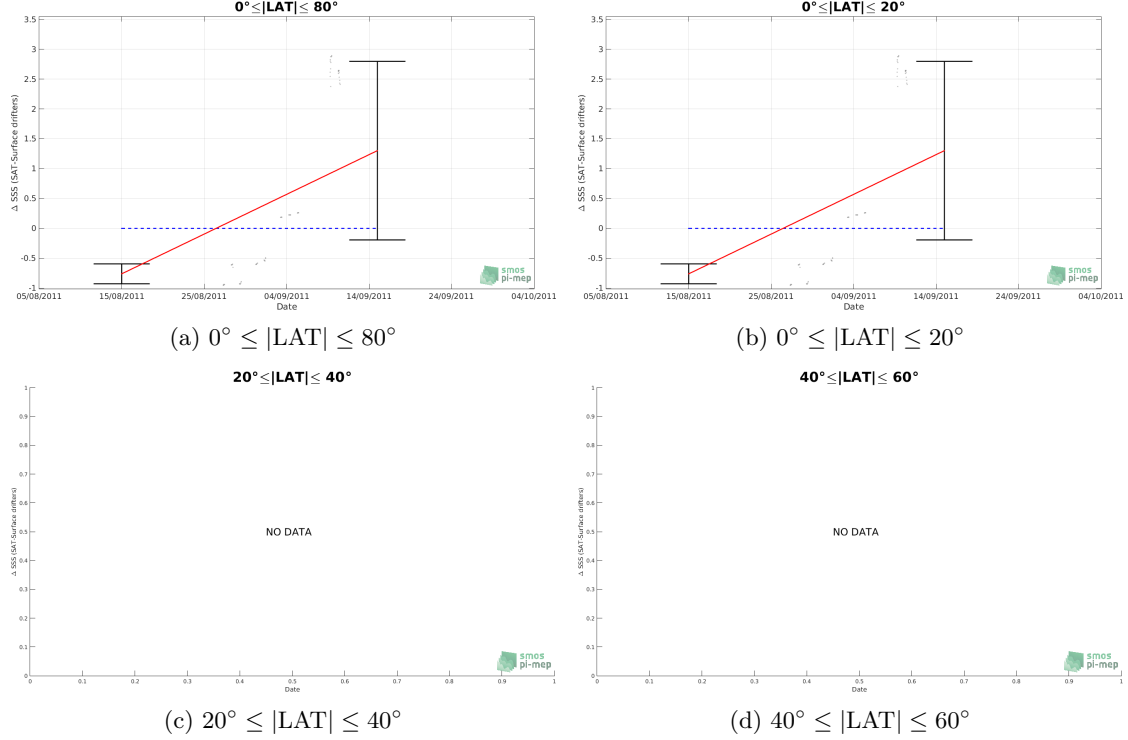 0°≤|LAT|≤ 80°
3.5
3
2.5
2
1.5
1
0.5
0
-0.5
-1
Δ SSS (SAT-Surface drifters)
05/08/2011 15/08/2011 25/08/2011 04/09/2011 14/09/2011 24/09/2011 04/10/2011
Date
smos
pi-mep
(a) 0° ≤ |LAT| ≤ 80°
0°≤|LAT|≤ 20°
3.5
3
2.5
2
1.5
1
0.5
0
-0.5
-1
Δ SSS (SAT-Surface drifters)
05/08/2011 15/08/2011 25/08/2011 04/09/2011 14/09/2011 24/09/2011 04/10/2011
Date
smos
pi-mep
(b) 0° ≤ |LAT| ≤ 20°
20°≤|LAT|≤ 40°
1
0.9
0.8
0.7
0.6
0.5
0.4
0.3
0.2
0.1
0
Δ SSS (SAT-Surface drifters)
NO DATA
0 0.1 0.2 0.3 0.4 0.5 0.6 0.7 0.8 0.9 1
Date
smos
pi-mep
(c) 20° ≤ |LAT| ≤ 40°
40°≤|LAT|≤ 60°
1
0.9
0.8
0.7
0.6
0.5
0.4
0.3
0.2
0.1
0
Δ SSS (SAT-Surface drifters)
NO DATA
0 0.1 0.2 0.3 0.4 0.5 0.6 0.7 0.8 0.9 1
Date
smos
pi-mep
(d) 40° ≤ |LAT| ≤ 60°